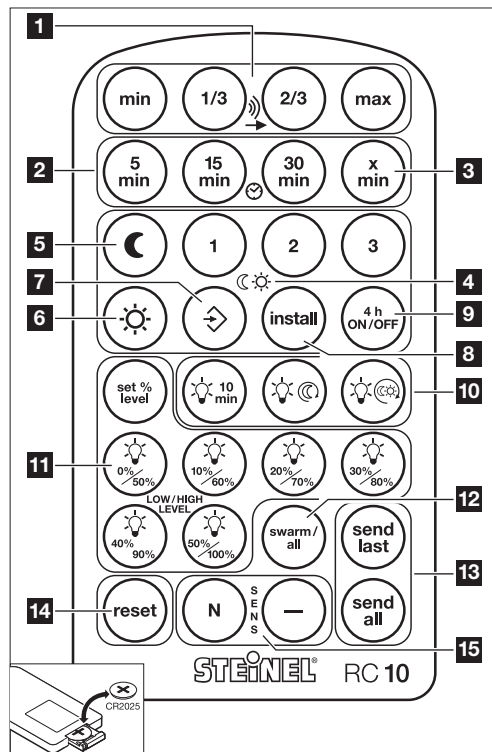 1
min
1/3
2/3
max
2
5 min
15 min
30 min
x min
3
5
1
2
3
7
4
6
install
4 h ON/OFF
9
8
set % level
10 min
10
11
0%/50%
10%/60%
20%/70%
30%/80%
LOW/HIGH
LEVEL
12
40%/90%
50%/100%
swarm/ all
send last
13
14
reset
N
SENS
—
send all
15
STEINEL® RC 10
CR2025